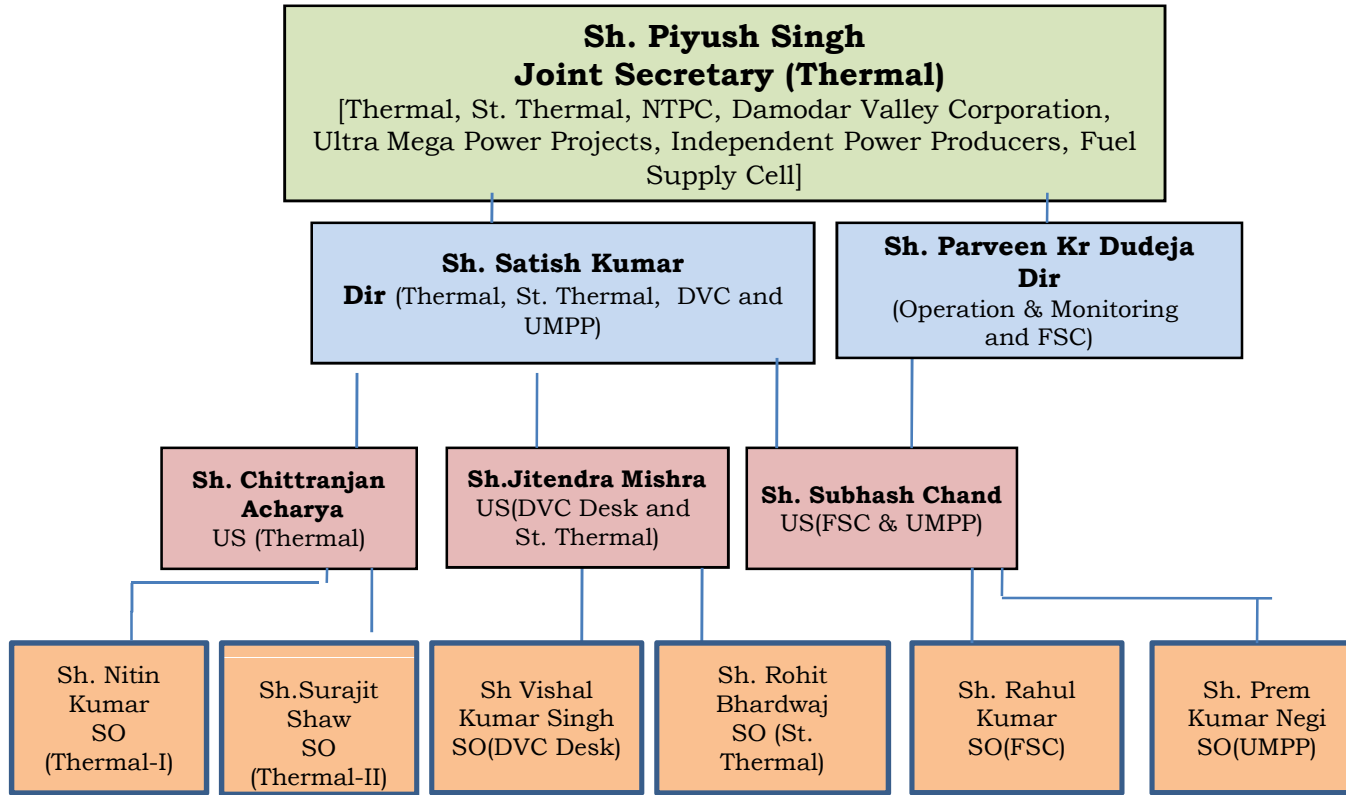 Sh. Piyush Singh
Joint Secretary (Thermal)
[Thermal, St. Thermal, NTPC, Damodar Valley Corporation,
Ultra Mega Power Projects, Independent Power Producers, Fuel
Supply Cell]
Sh. Satish Kumar
Dir (Thermal, St. Thermal, DVC and
UMPP)
Sh. Parveen Kr Dudeja
Dir
(Operation & Monitoring
and FSC)
Sh. Chittranjan
Acharya
US (Thermal)
Sh.Jitendra Mishra
US(DVC Desk and
St. Thermal)
Sh. Subhash Chand
US(FSC & UMPP)
Sh. Nitin
Kumar
SO
(Thermal-I)
Sh.Surajit
Shaw
SO
(Thermal-II)
Sh Vishal
Kumar Singh
SO(DVC Desk)
Sh. Rohit
Bhardwaj
SO (St.
Thermal)
Sh. Rahul
Kumar
SO(FSC)
Sh. Prem
Kumar Negi
SO(UMPP)